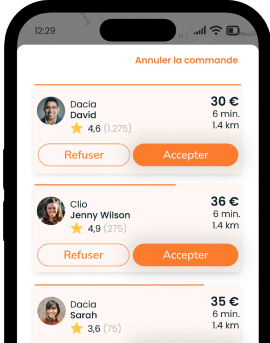 12:29
Annuler la commande
Dacia
David
4,6 (1.275)
30 €
6 min.
1.4 km
Refuser
Accepter
Clio
Jenny Wilson
4,9 (275)
36 €
6 min.
1.4 km
Refuser
Accepter
Dacia
Sarah
3,6 (75)
35 €
6 min.
1.4 km